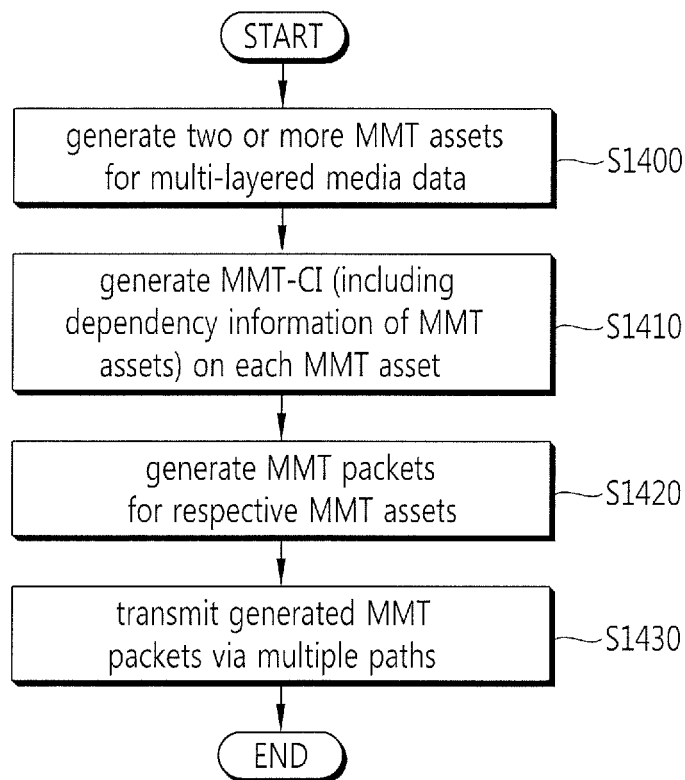 START
generate two or more MMT assets
for multi-layered media data
S1400
generate MMT-CI (including
dependency information of MMT
assets) on each MMT asset
S1410
generate MMT packets
for respective MMT assets
S1420
transmit generated MMT
packets via multiple paths
S1430
END